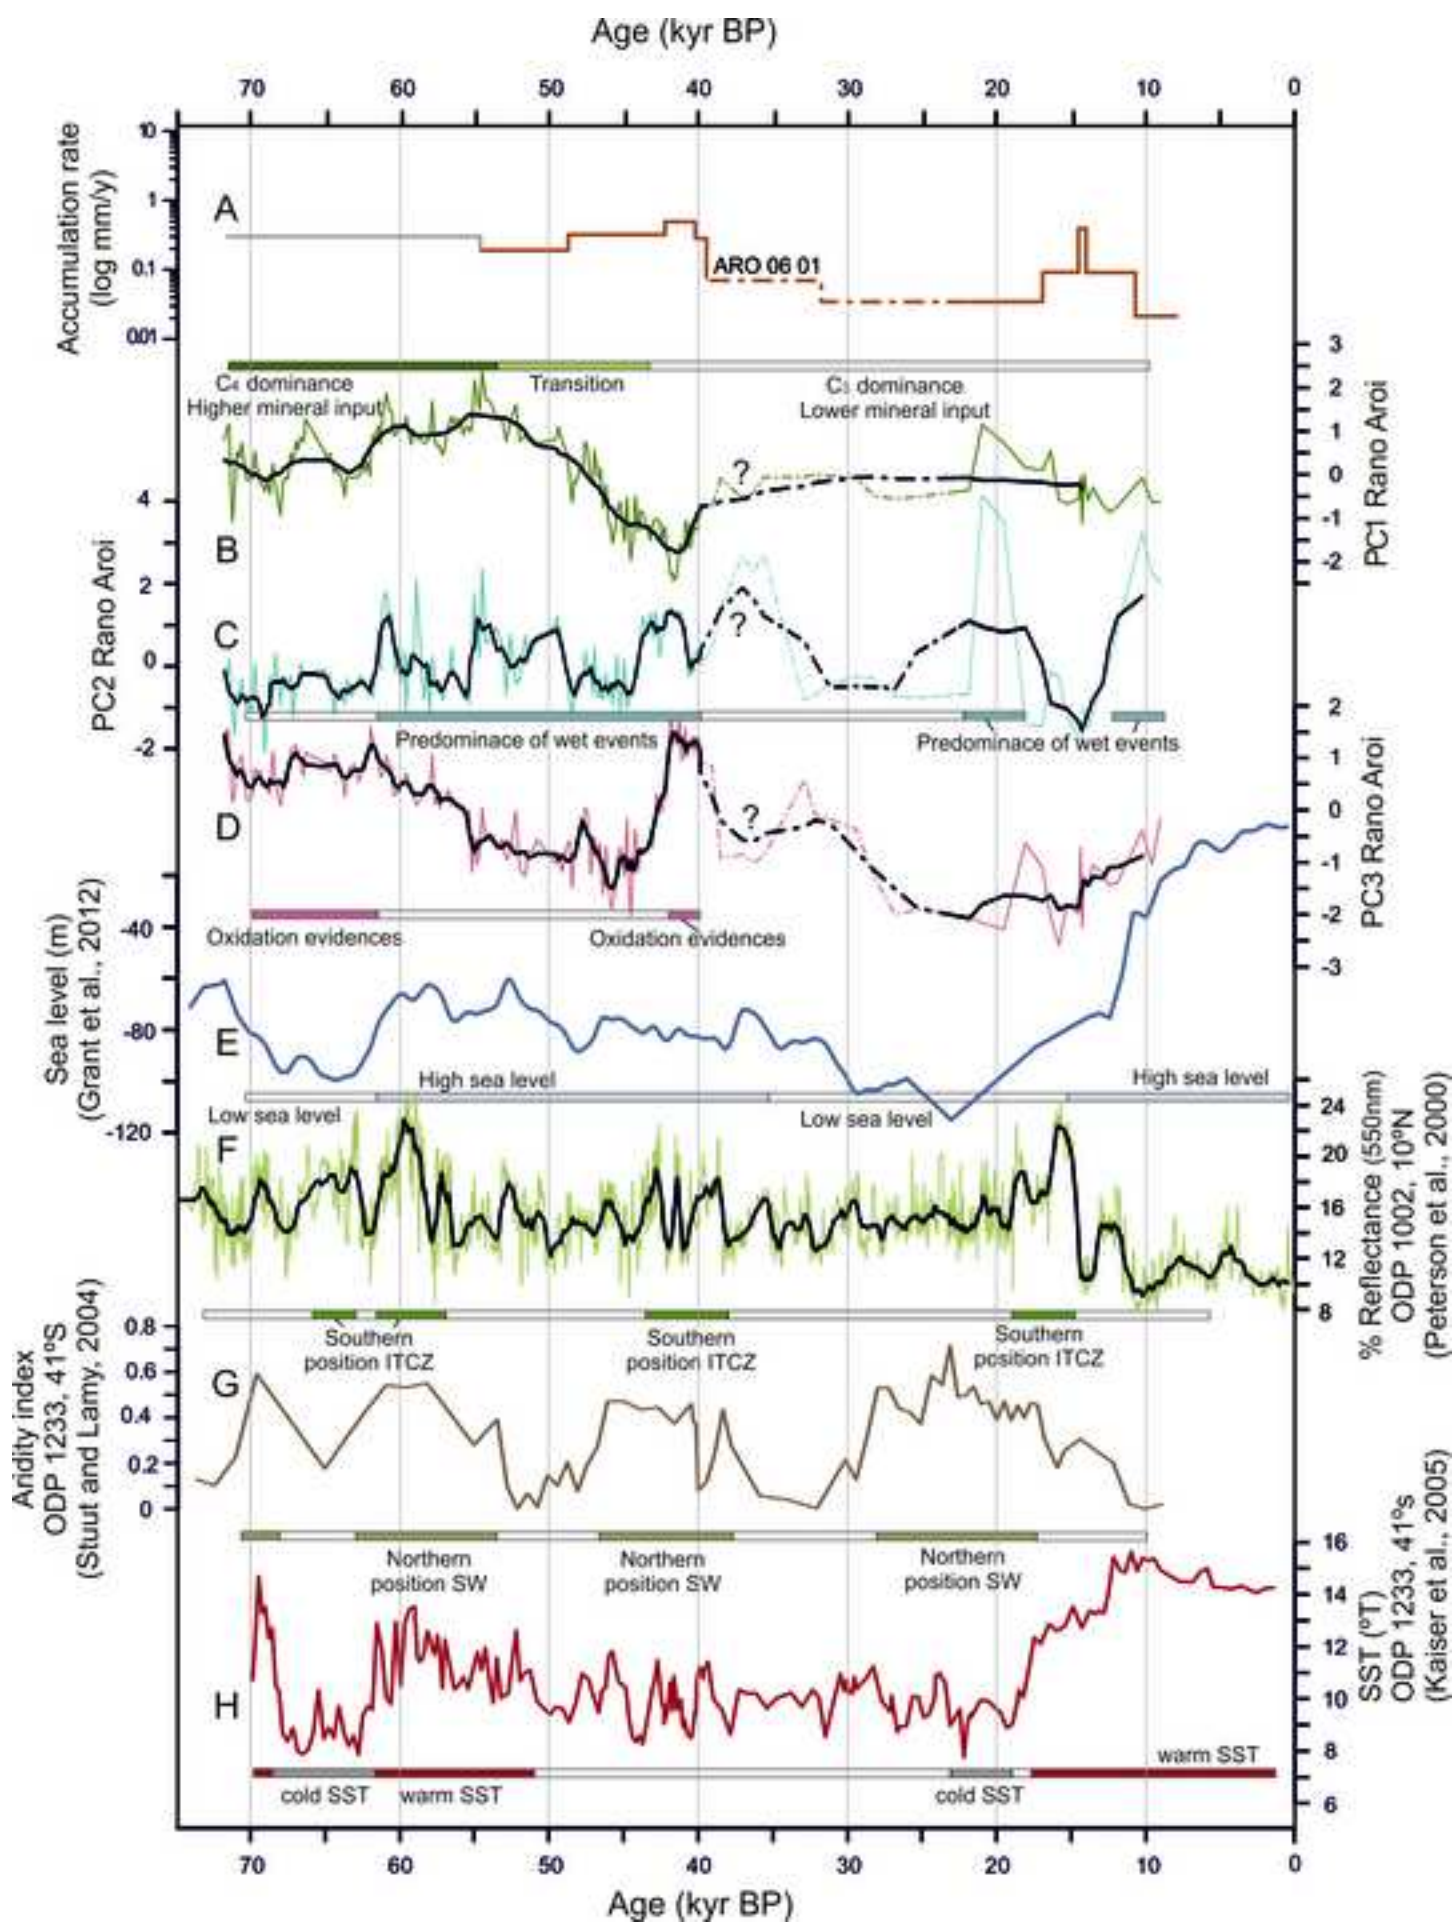 Age (kyr BP)
70 60 50 40 30 20 10 0
Accumulation rate
(log mm/y)
10
1
0.1
0.01
A
ARO 06 01
3
2
1
0
-1
-2
PC1 Rano Aroi
C4 dominance
Higher mineral input
Transition
C3 dominance
Lower mineral input
?
B
4
2
0
-2
PC2 Rano Aroi
C
?
Predominace of wet events
Predominace of wet events
2
1
0
-1
-2
-3
PC3 Rano Aroi
D
?
Oxidation evidences
Oxidation evidences
Sea level (m)
(Grant et al., 2012)
-40
-80
-120
E
High sea level
High sea level
Low sea level
Low sea level
24
20
16
12
8
% Reflectance (550nm)
ODP 1002, 10ºN
(Peterson et al., 2000)
F
Southern
position ITCZ
Southern
position ITCZ
Southern
position ITCZ
Aridity index
ODP 1233, 41ºS
(Stuut and Lamy, 2004)
0.8
0.6
0.4
0.2
0
G
Northern
position SW
Northern
position SW
Northern
position SW
16
14
12
10
8
6
SST (ºT)
ODP 1233, 41ºs
(Kaiser et al., 2005)
H
warm SST
cold SST
warm SST
cold SST
70 60 50 40 30 20 10 0
Age (kyr BP)